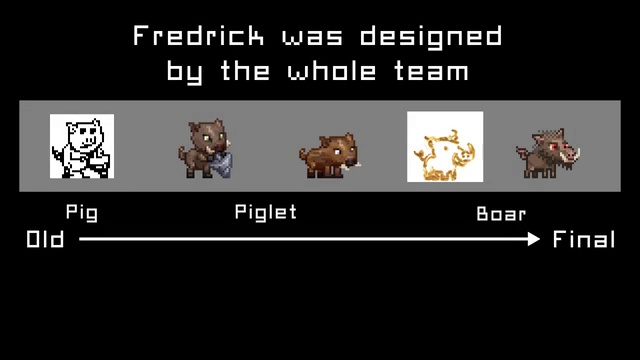 Fredrick was designed
by the whole team
Pig
Piglet
Boar
Old
Final